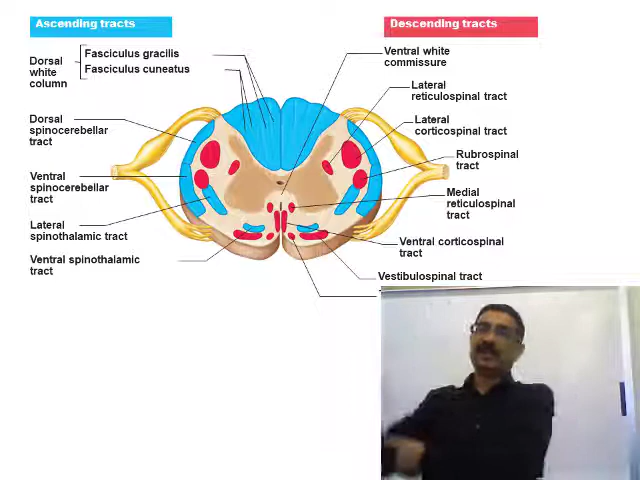 Ascending tracts
Descending tracts
Dorsal
white
column
Fasciculus gracilis
Fasciculus cuneatus
Dorsal
spinocerebellar
tract
Ventral
spinocerebellar
tract
Lateral
spinothalamic tract
Ventral spinothalamic
tract
Ventral white
commissure
Lateral
reticulospinal tract
Lateral
corticospinal tract
Rubrospinal
tract
Medial
reticulospinal
tract
Ventral corticospinal
tract
Vestibulospinal tract